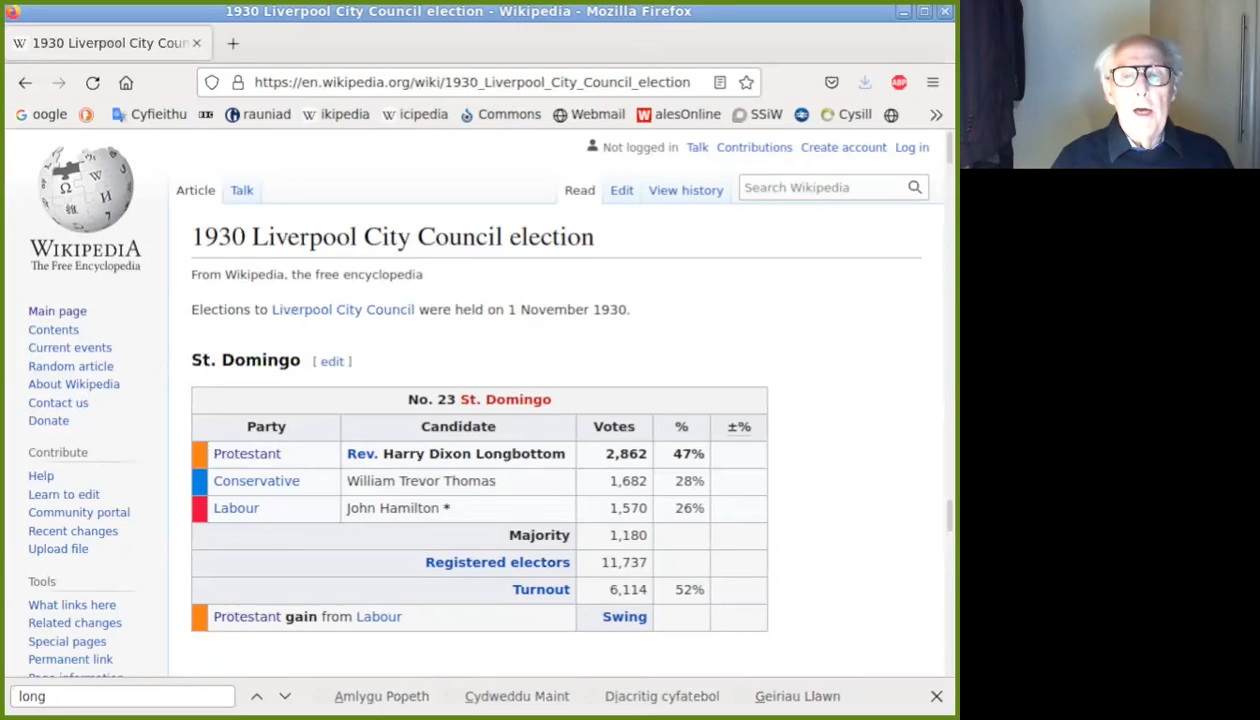 1930 Liverpool City Council election - Wikipedia - Mozilla Firefox
1930 Liverpool City Coun
https://en.wikipedia.org/wiki/1930_Liverpool_City_Council_election
oogle Cyfieithu rauniad ikipedia icipedia Commons Webmail alesOnline SSiW Cysill
Not logged in Talk Contributions Create account Log in
Article Talk Read Edit View history Search Wikipedia
WIKIPEDIA
The Free Encyclopedia
Main page
Contents
Current events
Random article
About Wikipedia
Contact us
Donate
Contribute
Help
Learn to edit
Community portal
Recent changes
Upload file
Tools
What links here
Related changes
Special pages
Permanent link
1930 Liverpool City Council election
From Wikipedia, the free encyclopedia
Elections to Liverpool City Council were held on 1 November 1930.
St. Domingo [ edit ]
No. 23 St. Domingo
Party Candidate Votes % ±%
Protestant Rev. Harry Dixon Longbottom 2,862 47%
Conservative William Trevor Thomas 1,682 28%
Labour John Hamilton * 1,570 26%
Majority 1,180
Registered electors 11,737
Turnout 6,114 52%
Protestant gain from Labour Swing
long Amlygu Popeth Cydweddu Maint Diacritig cyfatebol Geiriau Llawn